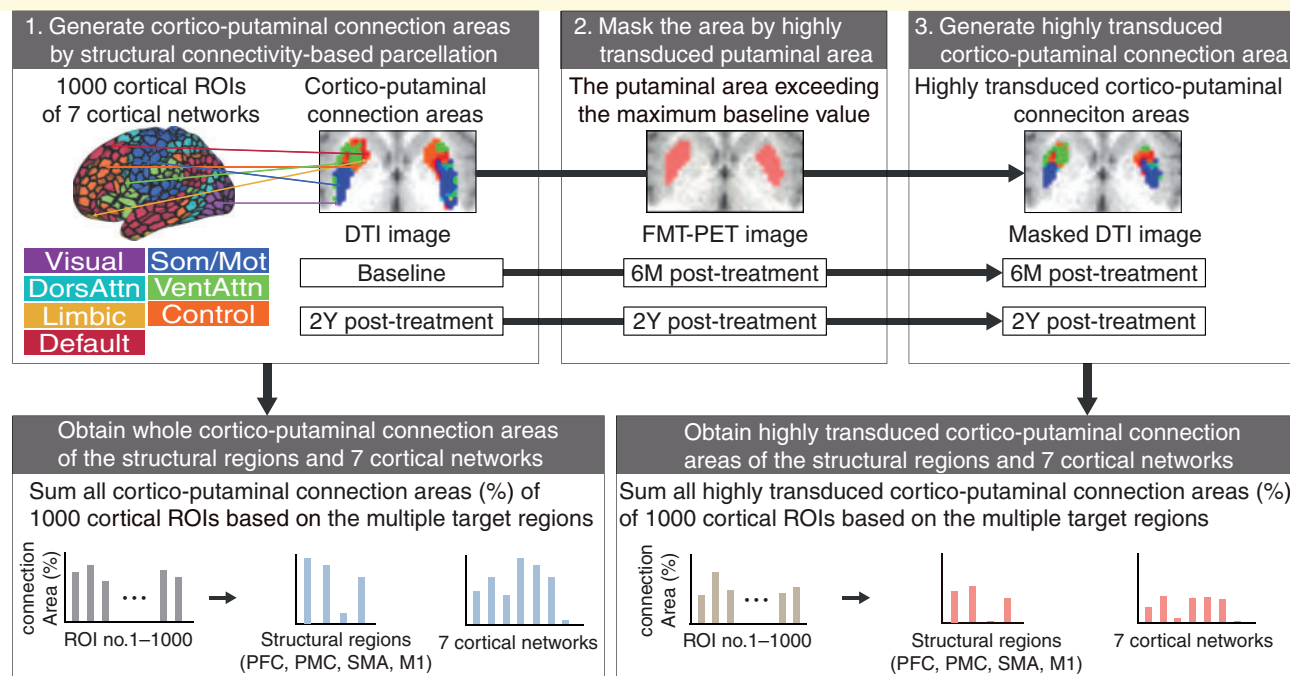 1. Generate cortico-putaminal connection areas
by structural connectivity-based parcellation
1000 cortical ROIs
of 7 cortical networks
Cortico-putaminal
connection areas
DTI image
Visual
Som/Mot
DorsAttn
VentAttn
Limbic
Control
Default
Baseline
2Y post-treatment
2. Mask the area by highly
transduced putaminal area
The putaminal area exceeding
the maximum baseline value
FMT-PET image
6M post-treatment
2Y post-treatment
3. Generate highly transduced
cortico-putaminal connection area
Highly transduced cortico-putaminal
conneciton areas
Masked DTI image
6M post-treatment
2Y post-treatment
Obtain whole cortico-putaminal connection areas
of the structural regions and 7 cortical networks
Sum all cortico-putaminal connection areas (%) of
1000 cortical ROIs based on the multiple target regions
connection
Area (%)
...
ROI no.1–1000
Structural regions
(PFC, PMC, SMA, M1)
7 cortical networks
Obtain highly transduced cortico-putaminal connection
areas of the structural regions and 7 cortical networks
Sum all highly transduced cortico-putaminal connection areas (%)
of 1000 cortical ROIs based on the multiple target regions
connection
Area (%)
...
ROI no.1–1000
Structural regions
(PFC, PMC, SMA, M1)
7 cortical networks